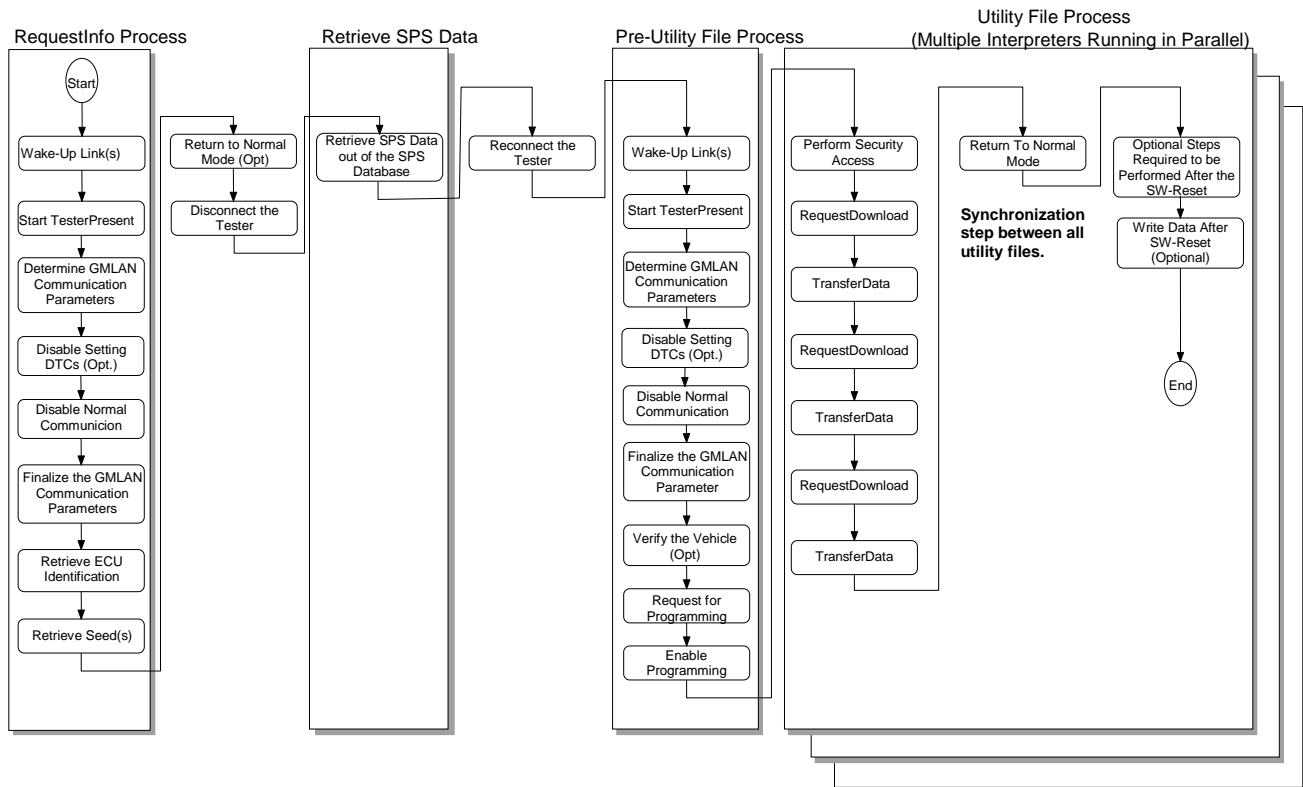 RequestInfo Process
Start
Wake-Up Link(s)
Start TesterPresent
Determine GMLAN
Communication
Parameters
Disable Setting
DTCs (Opt.)
Disable Normal
Communicion
Finalize the GMLAN
Communication
Parameters
Retrieve ECU
Identification
Retrieve Seed(s)
Return to Normal
Mode (Opt)
Disconnect the
Tester
Retrieve SPS Data
Retrieve SPS Data
out of the SPS
Database
Reconnect the
Tester
Pre-Utility File Process
Wake-Up Link(s)
Start TesterPresent
Determine GMLAN
Communication
Parameters
Disable Setting
DTCs (Opt.)
Disable Normal
Communication
Finalize the GMLAN
Communication
Parameter
Verify the Vehicle
(Opt)
Request for
Programming
Enable
Programming
Utility File Process
(Multiple Interpreters Running in Parallel)
Perform Security
Access
RequestDownload
TransferData
RequestDownload
TransferData
RequestDownload
TransferData
Return To Normal
Mode
Synchronization
step between all
utility files.
Optional Steps
Required to be
Performed After the
SW-Reset
Write Data After
SW-Reset
(Optional)
End